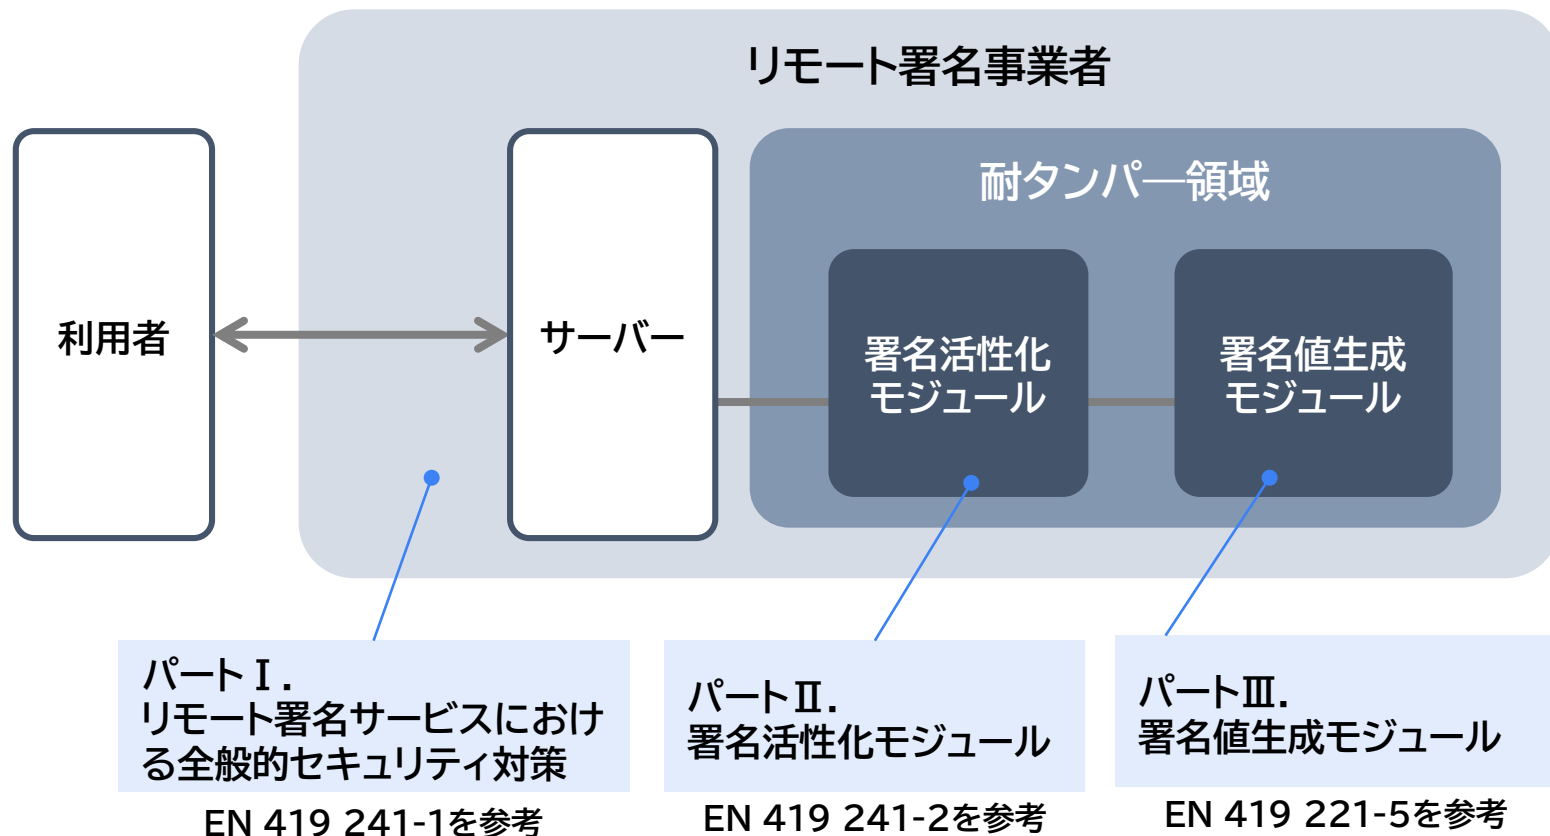 リモート署名事業者
耐タンパ―領域
利用者
サーバー
署名活性化
モジュール
署名値生成
モジュール
パートⅠ.
リモート署名サービスにおけ
る全般的セキュリティ対策
EN 419 241-1を参考
パートⅡ.
署名活性化モジュール
EN 419 241-2を参考
パートⅢ.
署名値生成モジュール
EN 419 221-5を参考